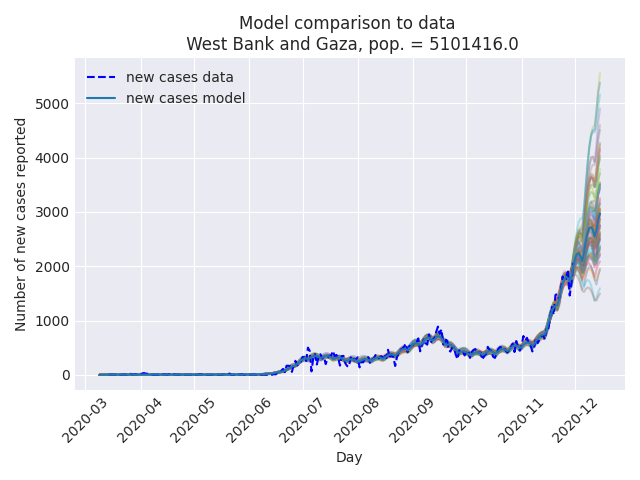 Model comparison to data
West Bank and Gaza, pop. = 5101416.0
new cases data
new cases model
Number of new cases reported
5000
4000
3000
2000
1000
0
2020-03
2020-04
2020-05
2020-06
2020-07
2020-08
2020-09
2020-10
2020-11
2020-12
Day